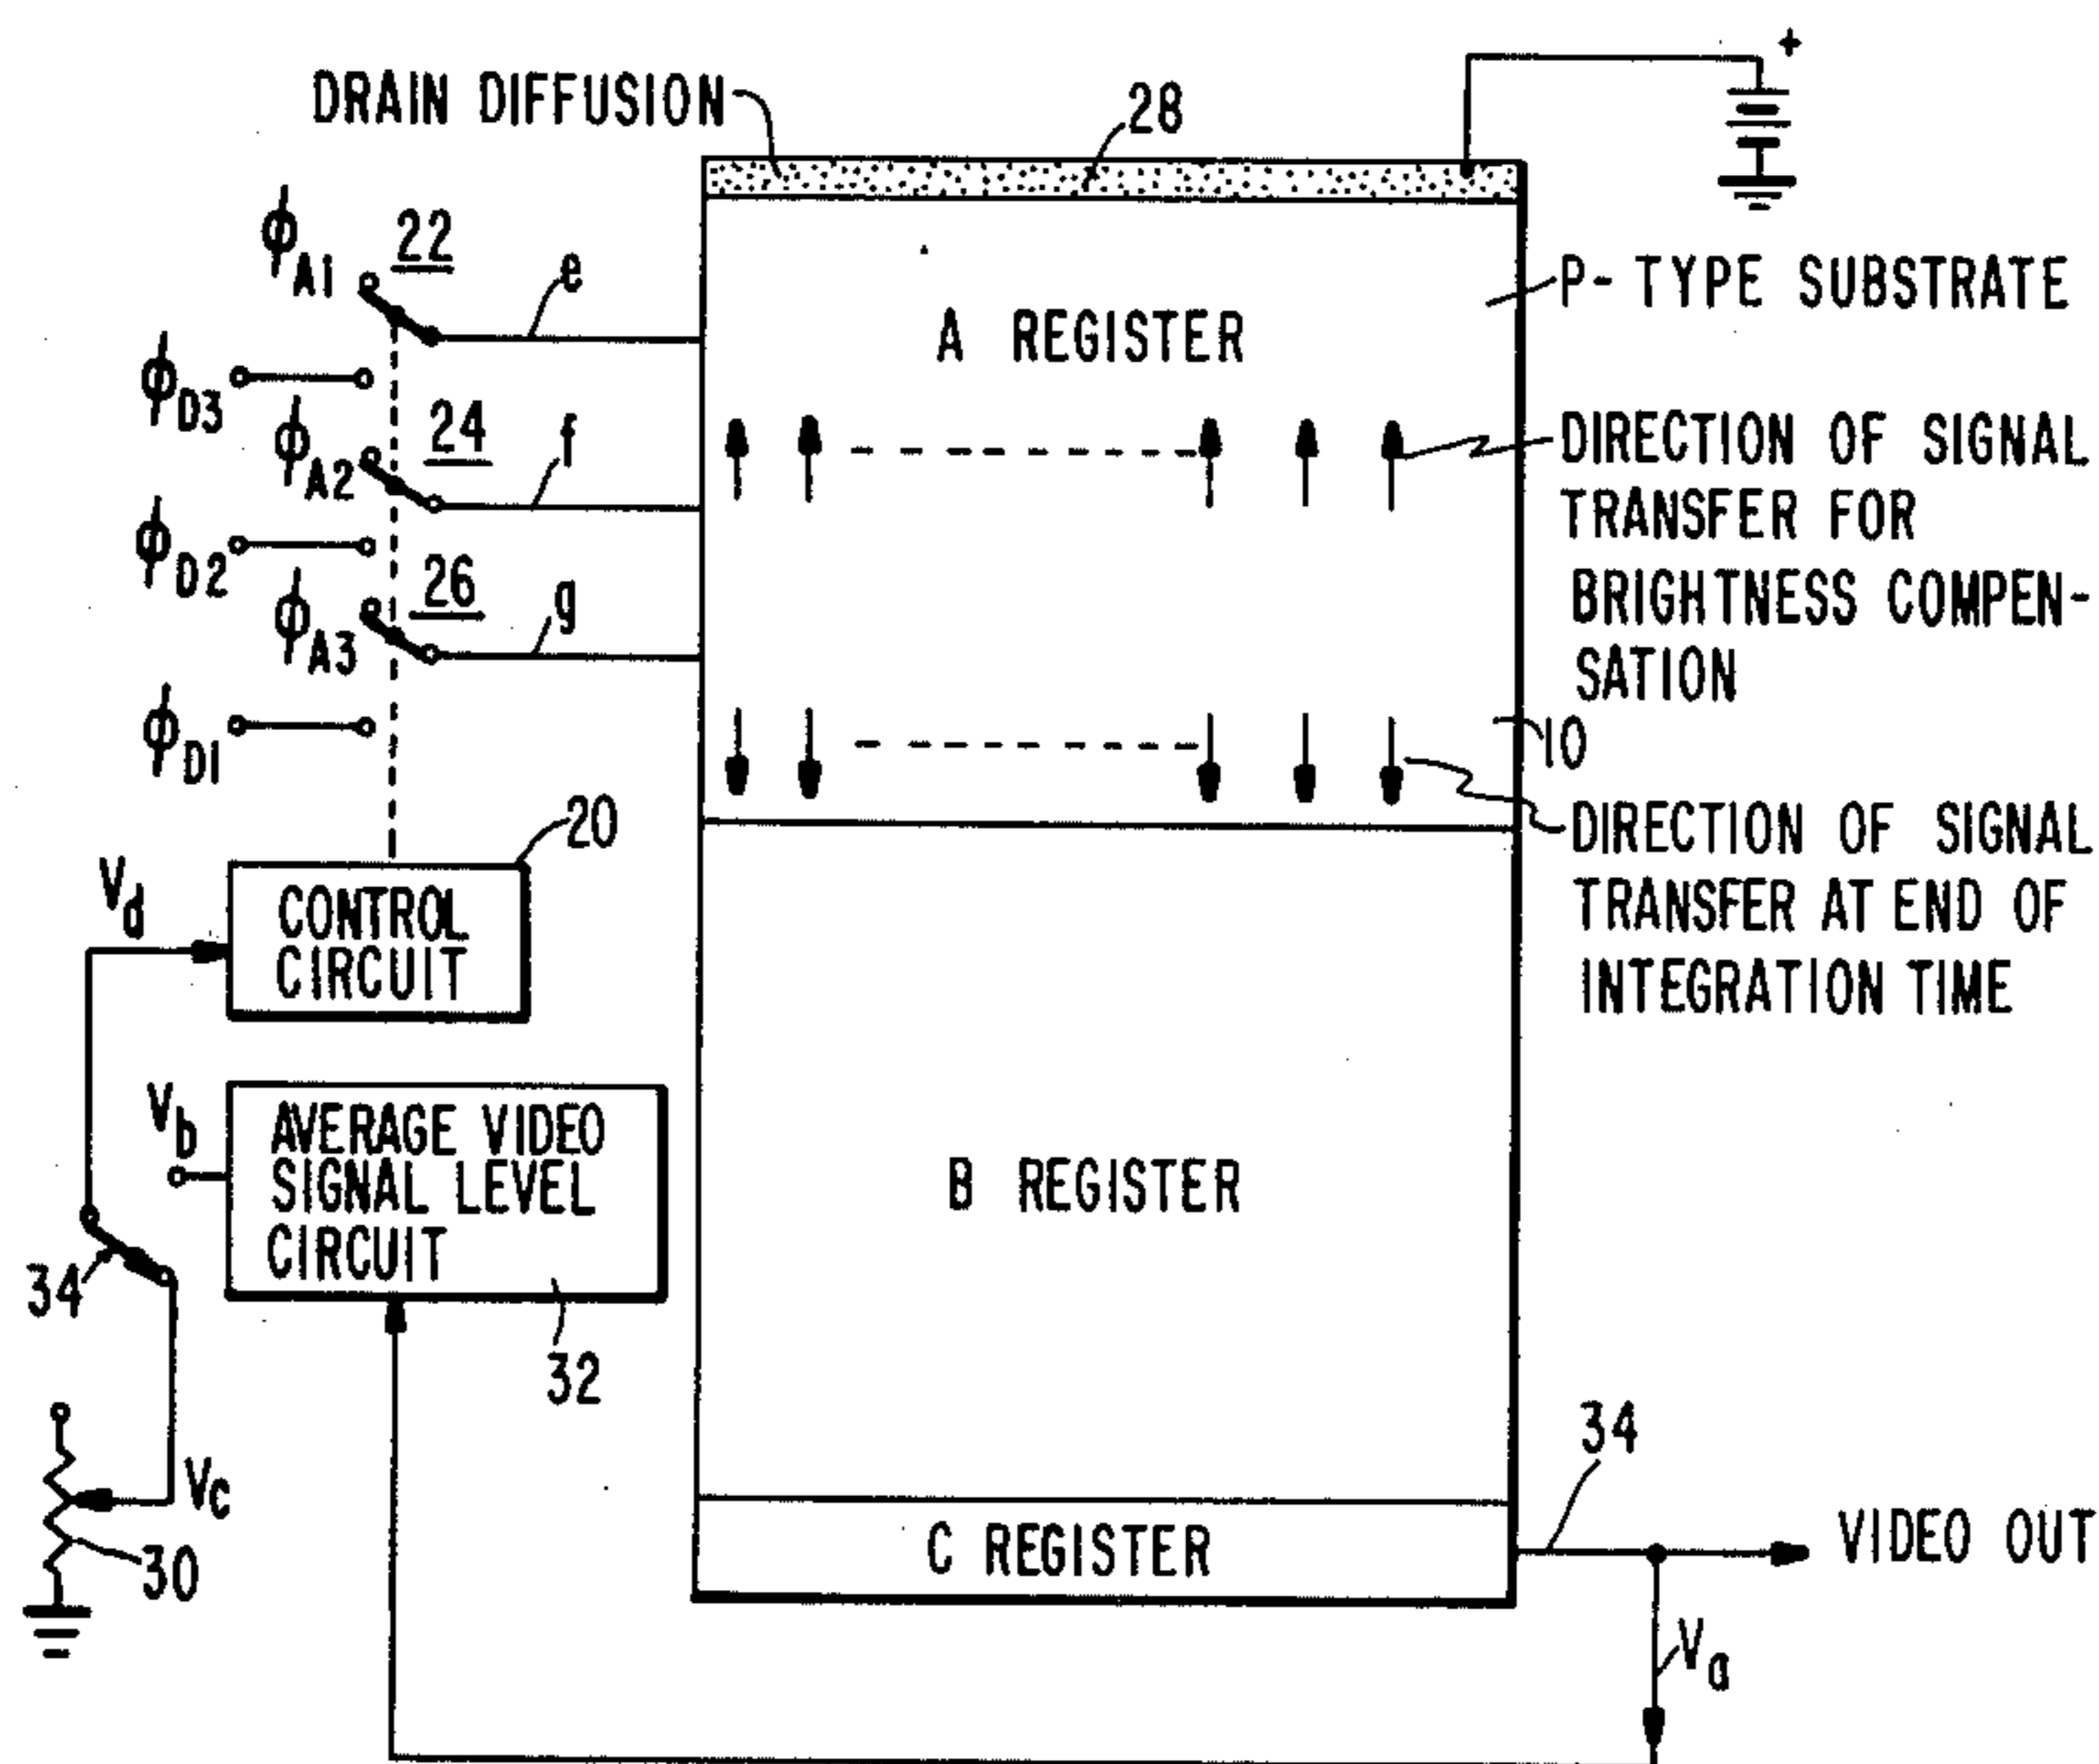 +
DRAIN DIFFUSION
28
ϕA1
22
e
P- TYPE SUBSTRATE
A REGISTER
ϕD3
ϕA2
24
f
DIRECTION OF SIGNAL
TRANSFER FOR
BRIGHTNESS COMPEN-
SATION
ϕD2
ϕA3
26
g
ϕD1
10
20
DIRECTION OF SIGNAL
TRANSFER AT END OF
INTEGRATION TIME
Vd
CONTROL
CIRCUIT
Vb
AVERAGE VIDEO
SIGNAL LEVEL
CIRCUIT
B REGISTER
34
32
Vc
30
34
C REGISTER
VIDEO OUT
Va